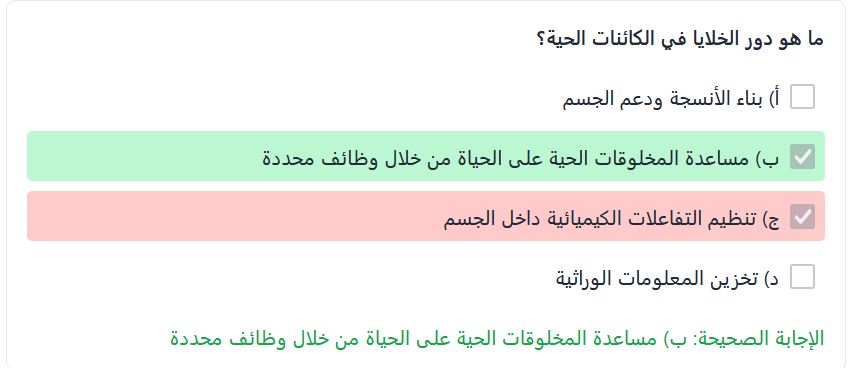 ما هو دور الخلايا في الكائنات الحية؟
أ) بناء الأنسجة ودعم الجسم
ب) مساعدة المخلوقات الحية على الحياة من خلال وظائف محددة
ج) تنظيم التفاعلات الكيميائية داخل الجسم
د) تخزين المعلومات الوراثية
الإجابة الصحيحة: ب) مساعدة المخلوقات الحية على الحياة من خلال وظائف محددة